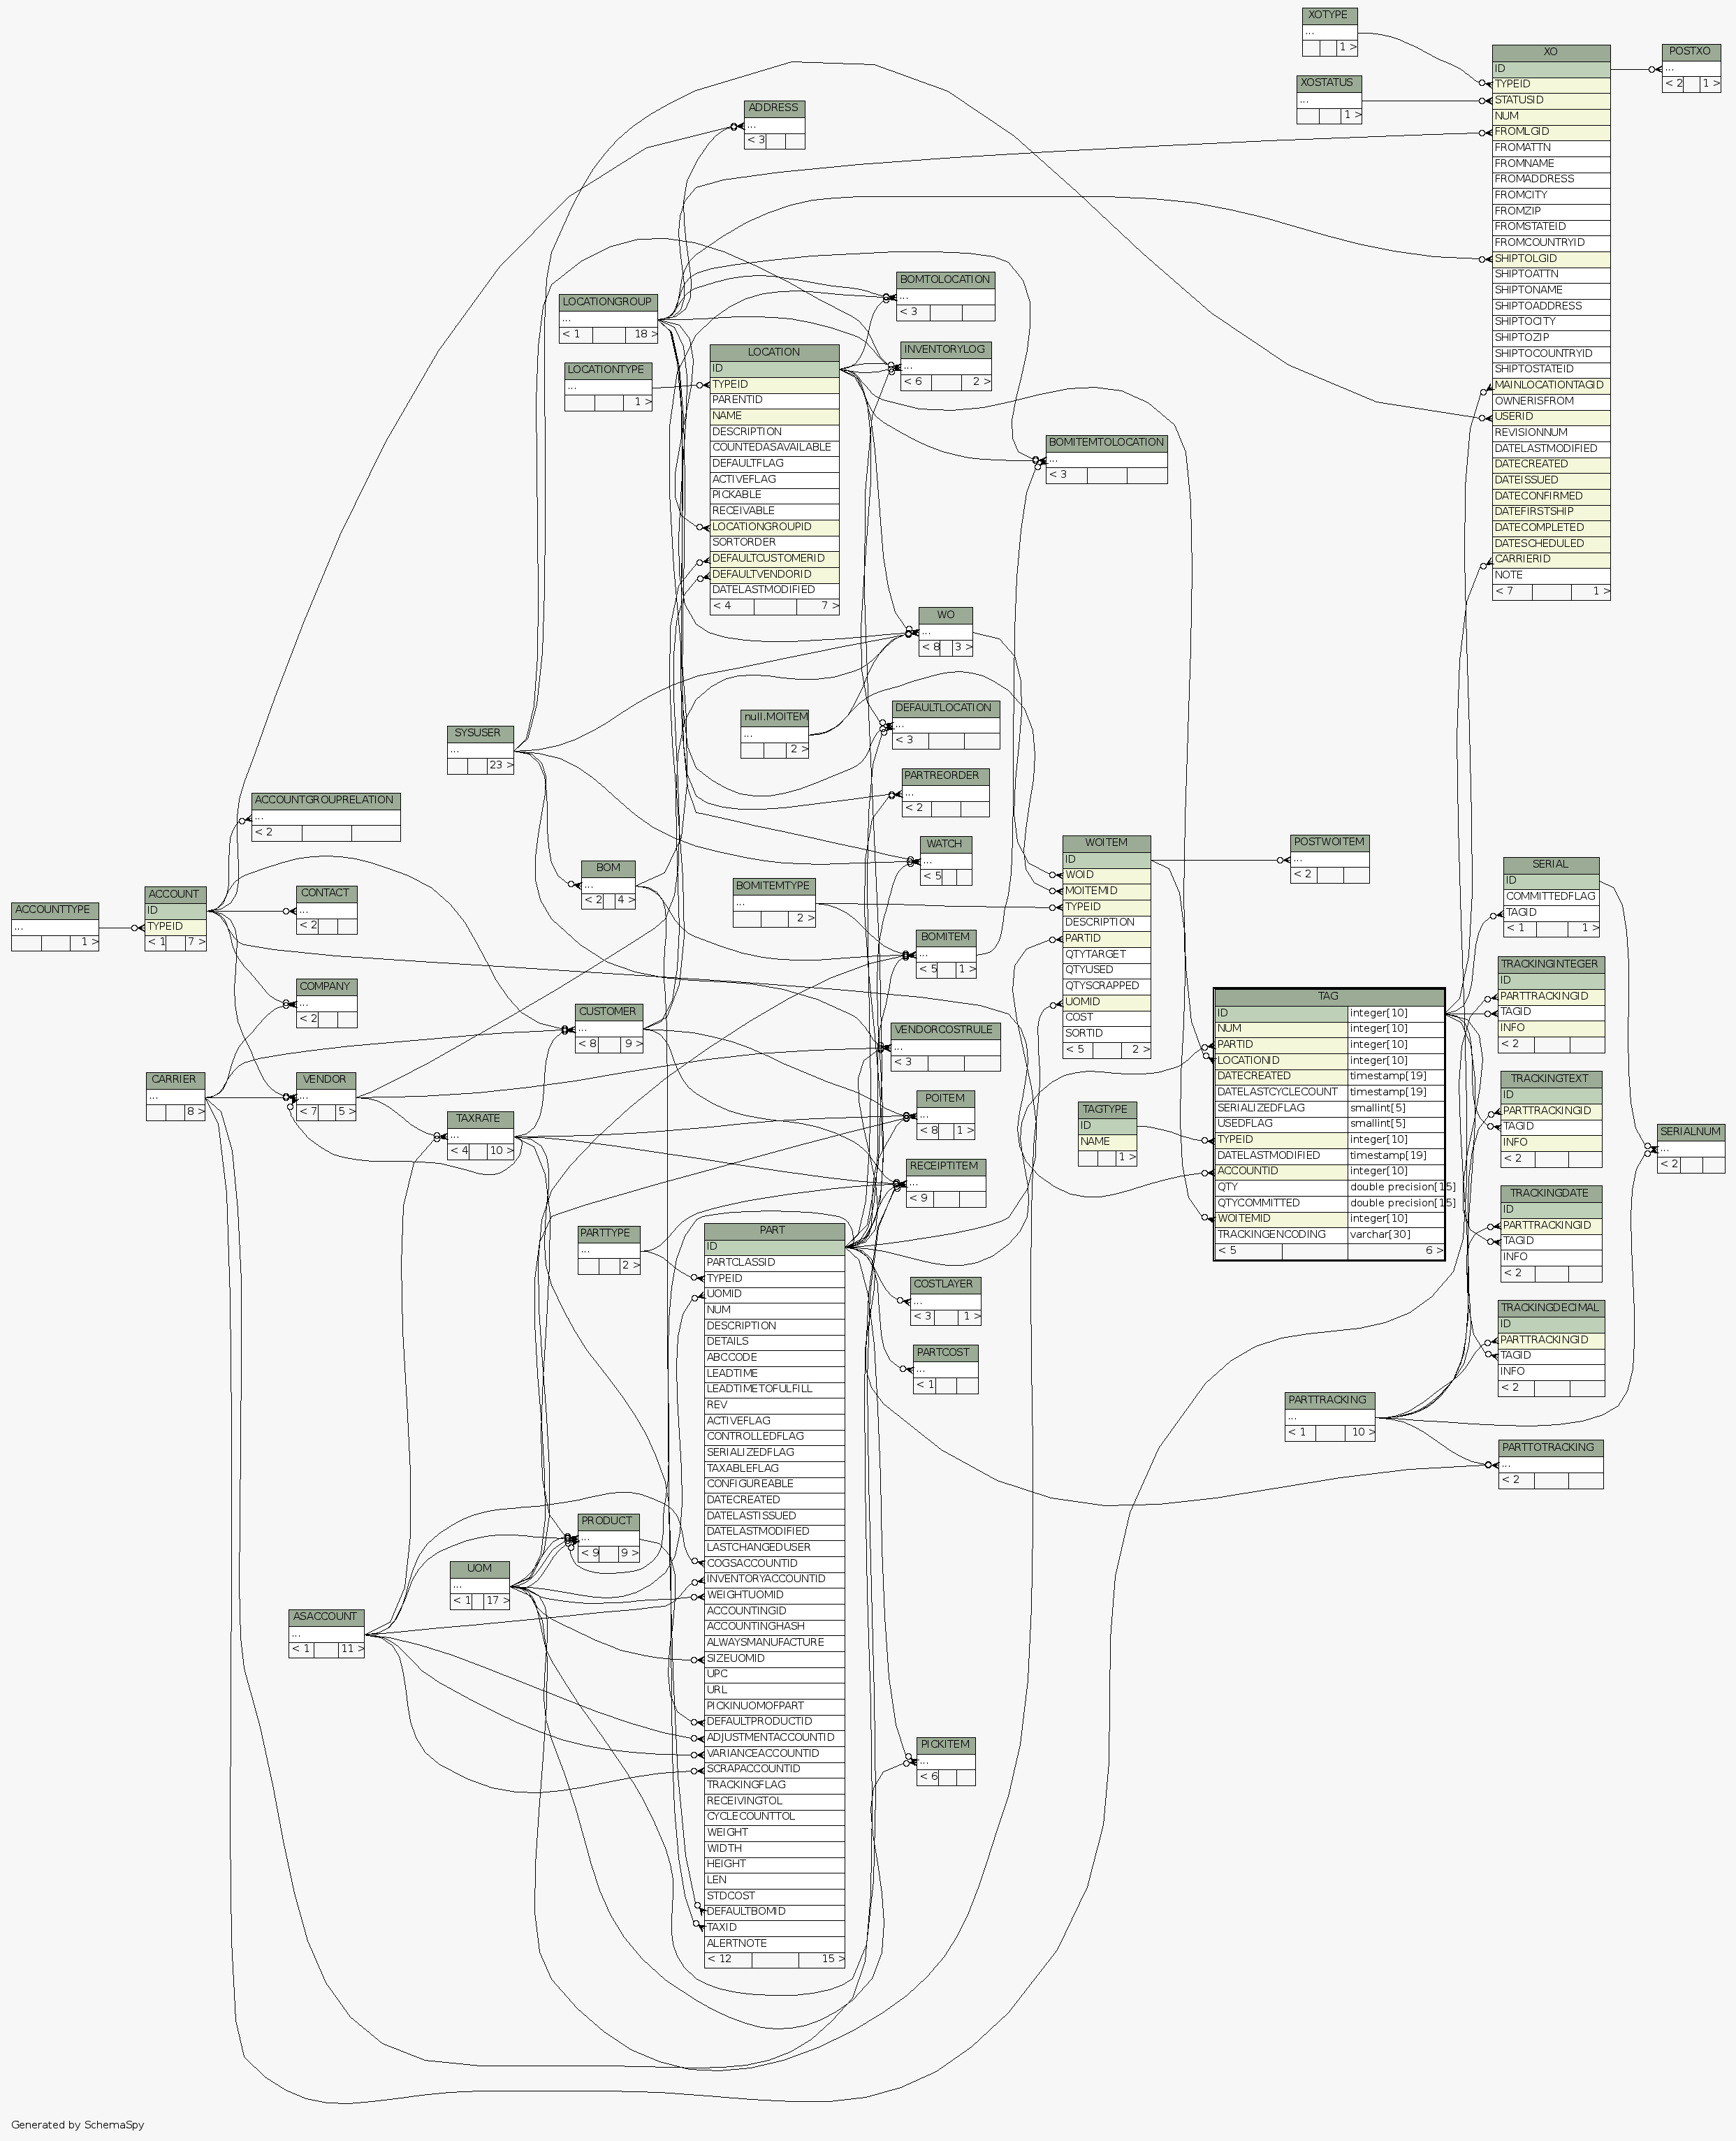 XOTYPE
...
1 >
XO
ID
TYPEID
STATUSID
NUM
FROMLGID
FROMATTN
FROMNAME
FROMADDRESS
FROMCITY
FROMZIP
FROMSTATEID
FROMCOUNTRYID
SHIPTOLGID
SHIPTOATTN
SHIPTONAME
SHIPTOADDRESS
SHIPTOCITY
SHIPTOZIP
SHIPTOCOUNTRYID
SHIPTOSTATEID
MAINLOCATIONTAGID
OWNERISFROM
USERID
REVISIONNUM
DATELASTMODIFIED
DATECREATED
DATEISSUED
DATECONFIRMED
DATEFIRSTSHIP
DATECOMPLETED
DATESCHEDULED
CARRIERID
NOTE
< 7 1 >
POSTXO
...
< 2 1 >
XOSTATUS
...
1 >
ADDRESS
...
< 3
BOMTOLOCATION
...
< 3
LOCATIONGROUP
...
< 1 18 >
INVENTORYLOG
...
< 6 2 >
LOCATION
ID
TYPEID
PARENTID
NAME
DESCRIPTION
COUNTEDASAVAILABLE
DEFAULTFLAG
ACTIVEFLAG
PICKABLE
RECEIVABLE
LOCATIONGROUPID
SORTORDER
DEFAULTCUSTOMERID
DEFAULTVENDORID
DATELASTMODIFIED
< 4 7 >
LOCATIONTYPE
...
1 >
BOMITEMTOLOCATION
...
< 3
WO
...
< 8 3 >
null.MOITEM
...
2 >
DEFAULTLOCATION
...
< 3
SYSUSER
...
23 >
PARTREORDER
...
< 2
ACCOUNTGROUPRELATION
...
< 2
WATCH
...
< 5
WOITEM
ID
WOID
MOITEMID
TYPEID
DESCRIPTION
PARTID
QTYTARGET
QTYUSED
QTYSCRAPPED
UOMID
COST
SORTID
< 5 2 >
POSTWOITEM
...
< 2
SERIAL
ID
COMMITTEDFLAG
TAGID
< 1 1 >
BOM
...
< 2 4 >
BOMITEMTYPE
...
2 >
ACCOUNT
ID
TYPEID
< 1 7 >
CONTACT
...
< 2
ACCOUNTTYPE
...
1 >
BOMITEM
...
< 5 1 >
TRACKINGINTEGER
ID
PARTTRACKINGID
TAGID
INFO
< 2
COMPANY
...
< 2
TAG
ID integer[10]
NUM integer[10]
PARTID integer[10]
LOCATIONID integer[10]
DATECREATED timestamp[19]
DATELASTCYCLECOUNT timestamp[19]
SERIALIZEDFLAG smallint[5]
USEDFLAG smallint[5]
TYPEID integer[10]
DATELASTMODIFIED timestamp[19]
ACCOUNTID integer[10]
QTY double precision[15]
QTYCOMMITTED double precision[15]
WOITEMID integer[10]
TRACKINGENCODING varchar[30]
< 5 6 >
CUSTOMER
...
< 8 9 >
VENDORCOSTRULE
...
< 3
CARRIER
...
8 >
VENDOR
...
< 7 5 >
TRACKINGTEXT
ID
PARTTRACKINGID
TAGID
INFO
< 2
POITEM
...
< 8 1 >
TAGTYPE
ID
NAME
1 >
TAXRATE
...
< 4 10 >
SERIALNUM
...
< 2
RECEIPTITEM
...
< 9
TRACKINGDATE
ID
PARTTRACKINGID
TAGID
INFO
< 2
PARTTYPE
...
2 >
PART
ID
PARTCLASSID
TYPEID
UOMID
NUM
DESCRIPTION
DETAILS
ABCCODE
LEADTIME
LEADTIMETOFULFILL
REV
ACTIVEFLAG
CONTROLLEDFLAG
SERIALIZEDFLAG
TAXABLEFLAG
CONFIGUREABLE
DATECREATED
DATELASTISSUED
DATELASTMODIFIED
LASTCHANGEDUSER
COGSACCOUNTID
INVENTORYACCOUNTID
WEIGHTUOMID
ACCOUNTINGID
ACCOUNTINGHASH
ALWAYSMANUFACTURE
SIZEUOMID
UPC
URL
PICKINUOMOFPART
DEFAULTPRODUCTID
ADJUSTMENTACCOUNTID
VARIANCEACCOUNTID
SCRAPACCOUNTID
TRACKINGFLAG
RECEIVINGTOL
CYCLECOUNTTOL
WEIGHT
WIDTH
HEIGHT
LEN
STDCOST
DEFAULTBOMID
TAXID
ALERTNOTE
< 12 15 >
COSTLAYER
...
< 3 1 >
TRACKINGDECIMAL
ID
PARTTRACKINGID
TAGID
INFO
< 2
PARTCOST
...
< 1
PARTTRACKING
...
< 1 10 >
PARTTOTRACKING
...
< 2
PRODUCT
...
< 9 9 >
UOM
...
< 1 17 >
ASACCOUNT
...
< 1 11 >
PICKITEM
...
< 6
Generated by SchemaSpy